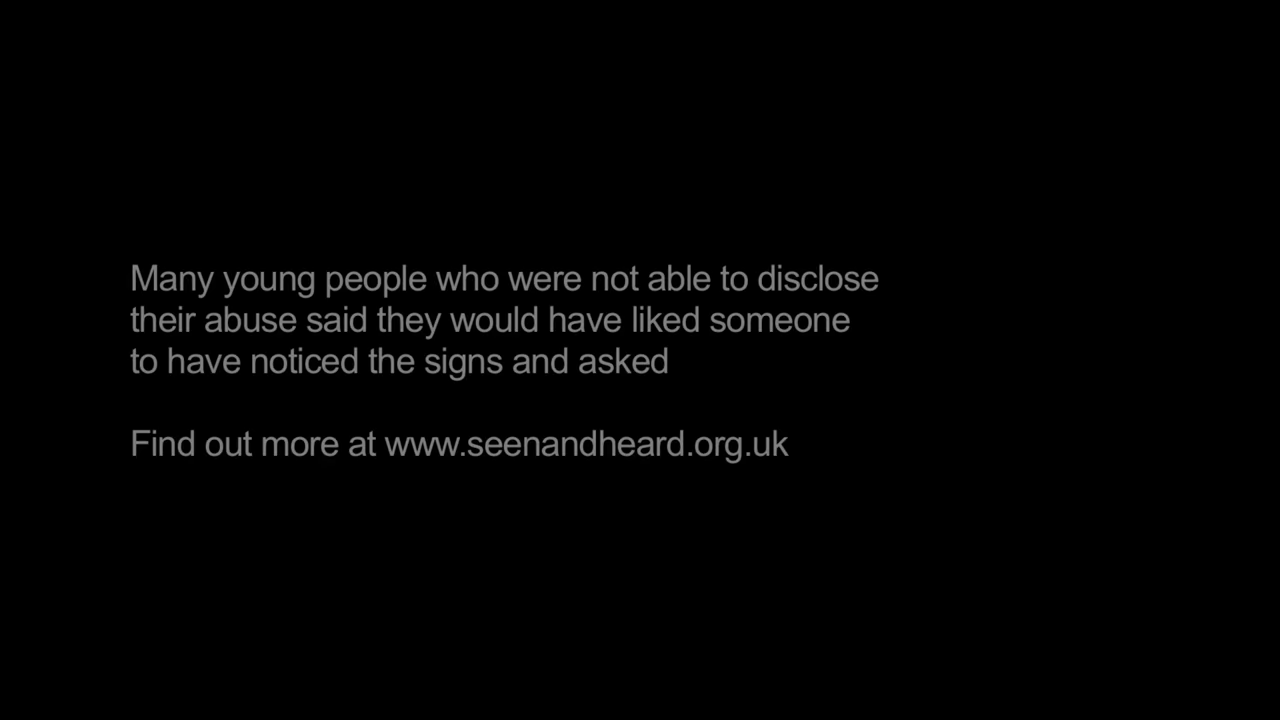 Many young people who were not able to disclose
their abuse said they would have liked someone
to have noticed the signs and asked
Find out more at www.seenandheard.org.uk